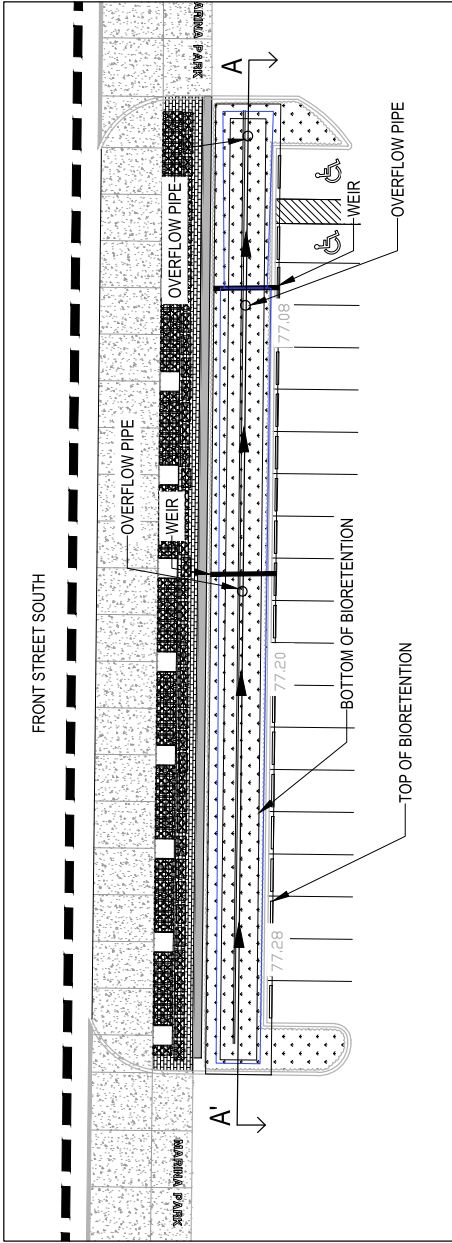 FRONT STREET SOUTH
MARINA PARK
MARINA PARK
A'
A
OVERFLOW PIPE
WEIR
OVERFLOW PIPE
WEIR
OVERFLOW PIPE
77.28
77.20
77.08
BOTTOM OF BIORETENTION
TOP OF BIORETENTION